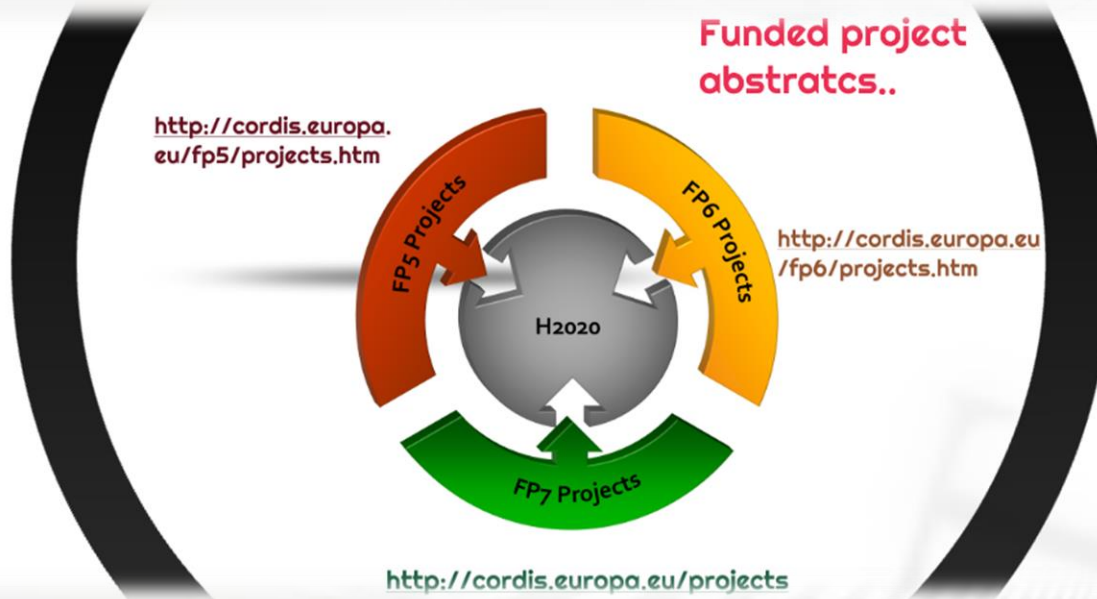 Funded project
abstratcs..
http://cordis.europa.
eu/fp5/projects.htm
FP5 Projects
FP6 Projects
http://cordis.europa.eu
/fp6/projects.htm
H2020
FP7 Projects
http://cordis.europa.eu/projects